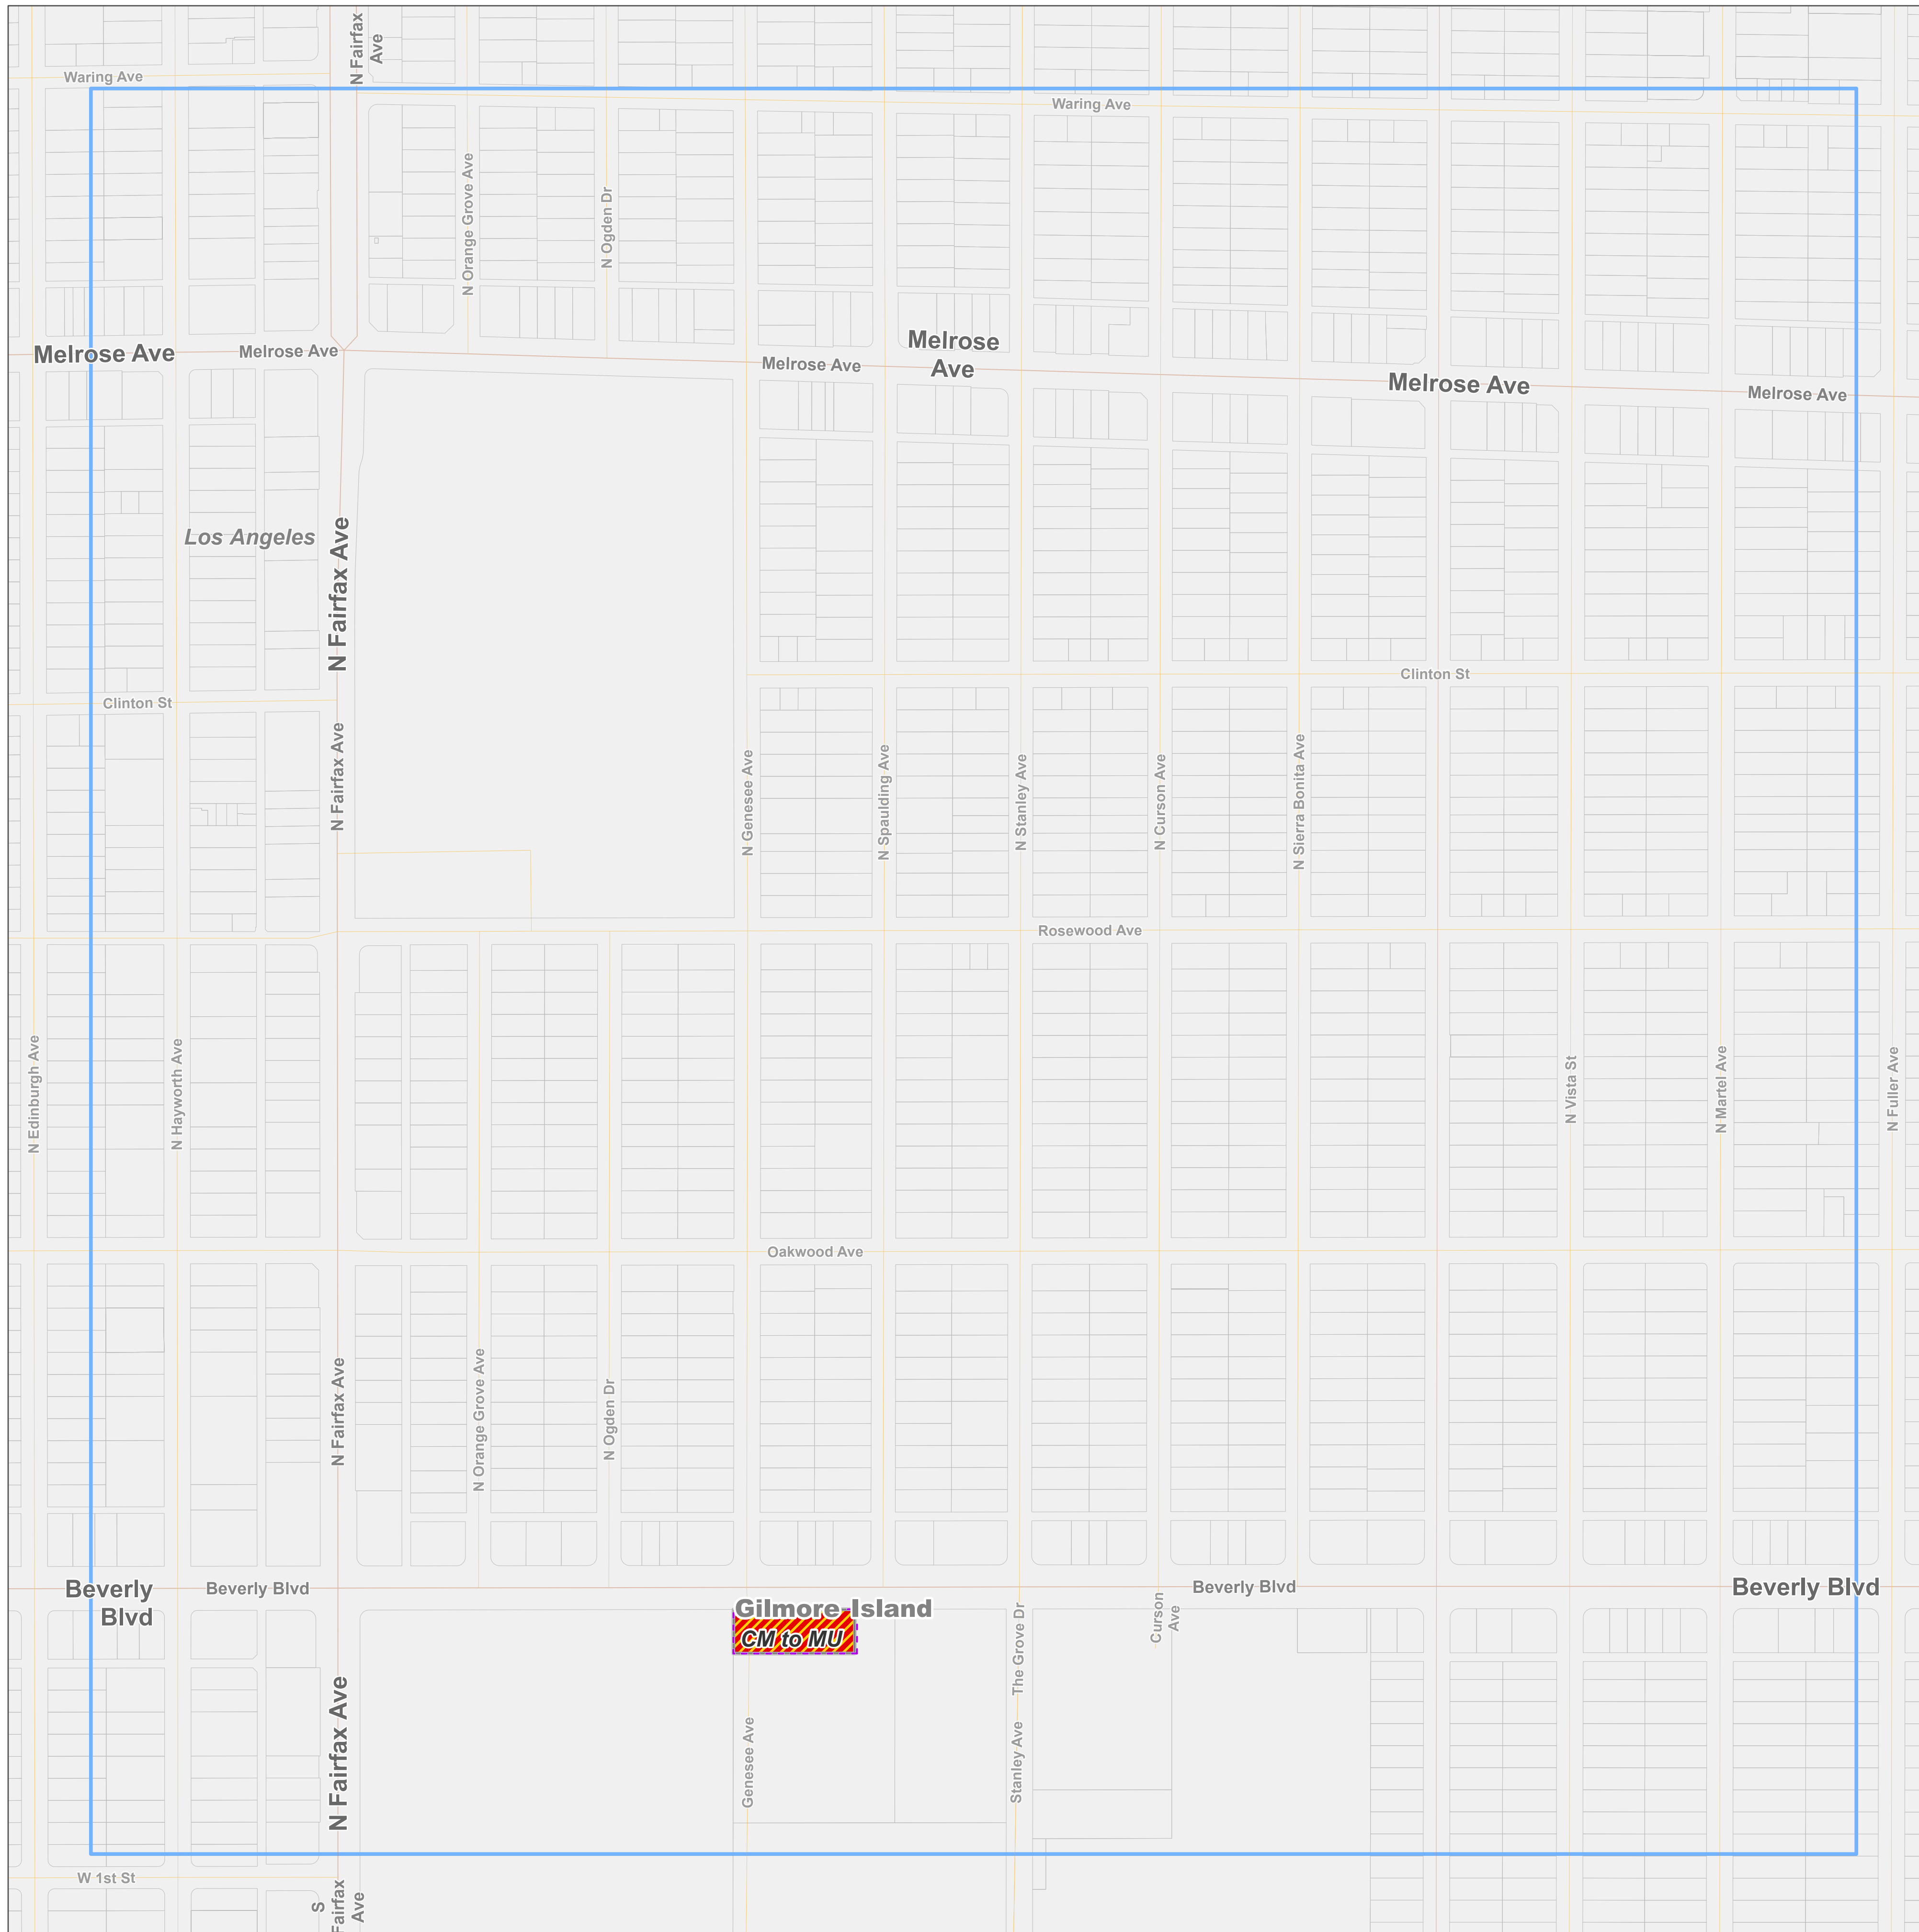 N Fairfax
Ave
Waring Ave
Waring Ave
N Orange Grove Ave
N Ogden Dr
Melrose Ave
Melrose Ave
Melrose Ave
Melrose
Ave
Melrose Ave
Melrose Ave
Los Angeles
N Fairfax Ave
Clinton St
Clinton St
N Fairfax Ave
N Genesee Ave
N Spaulding Ave
N Stanley Ave
N Curson Ave
N Sierra Bonita Ave
Rosewood Ave
N Edinburgh Ave
N Hayworth Ave
N Vista St
N Martel Ave
N Fuller Ave
Oakwood Ave
N Fairfax Ave
N Orange Grove Ave
N Ogden Dr
Beverly
Blvd
Beverly Blvd
Beverly Blvd
Beverly Blvd
Gilmore Island
CM to MU
The Grove Dr
Curson
Ave
N Fairfax Ave
Genesee Ave
Stanley Ave
W 1st St
S
Fairfax
Ave